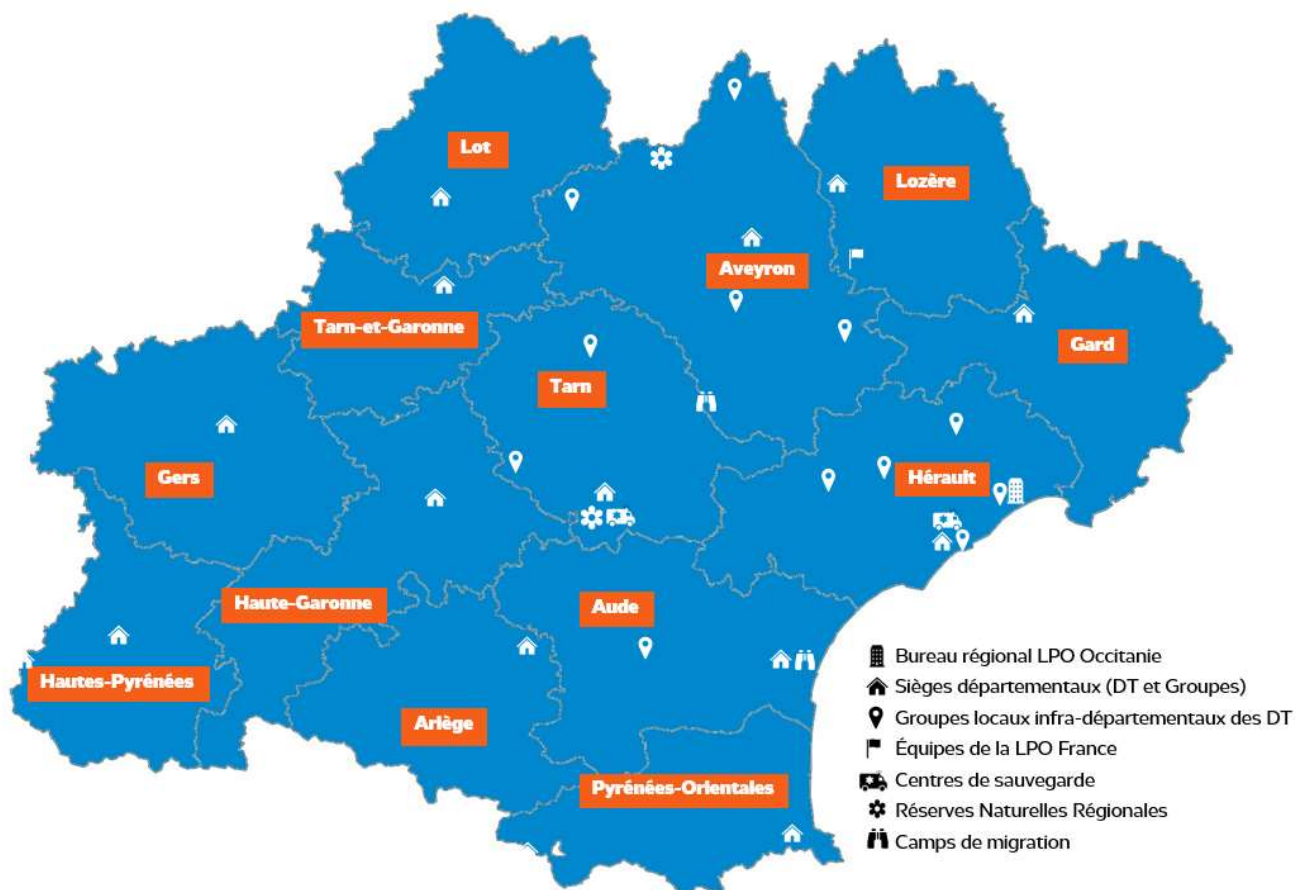 Lot
Lozère
Aveyron
Tarn-et-Garonne
Gard
Tarn
Gers
Hérault
Haute-Garonne
Aude
Hautes-Pyrénées
Ariège
Pyrénées-Orientales
Bureau régional LPO Occitanie
Sièges départementaux (DT et Groupes)
Groupes locaux infra-départementaux des DT
Équipes de la LPO France
Centres de sauvegarde
Réserves Naturelles Régionales
Camps de migration